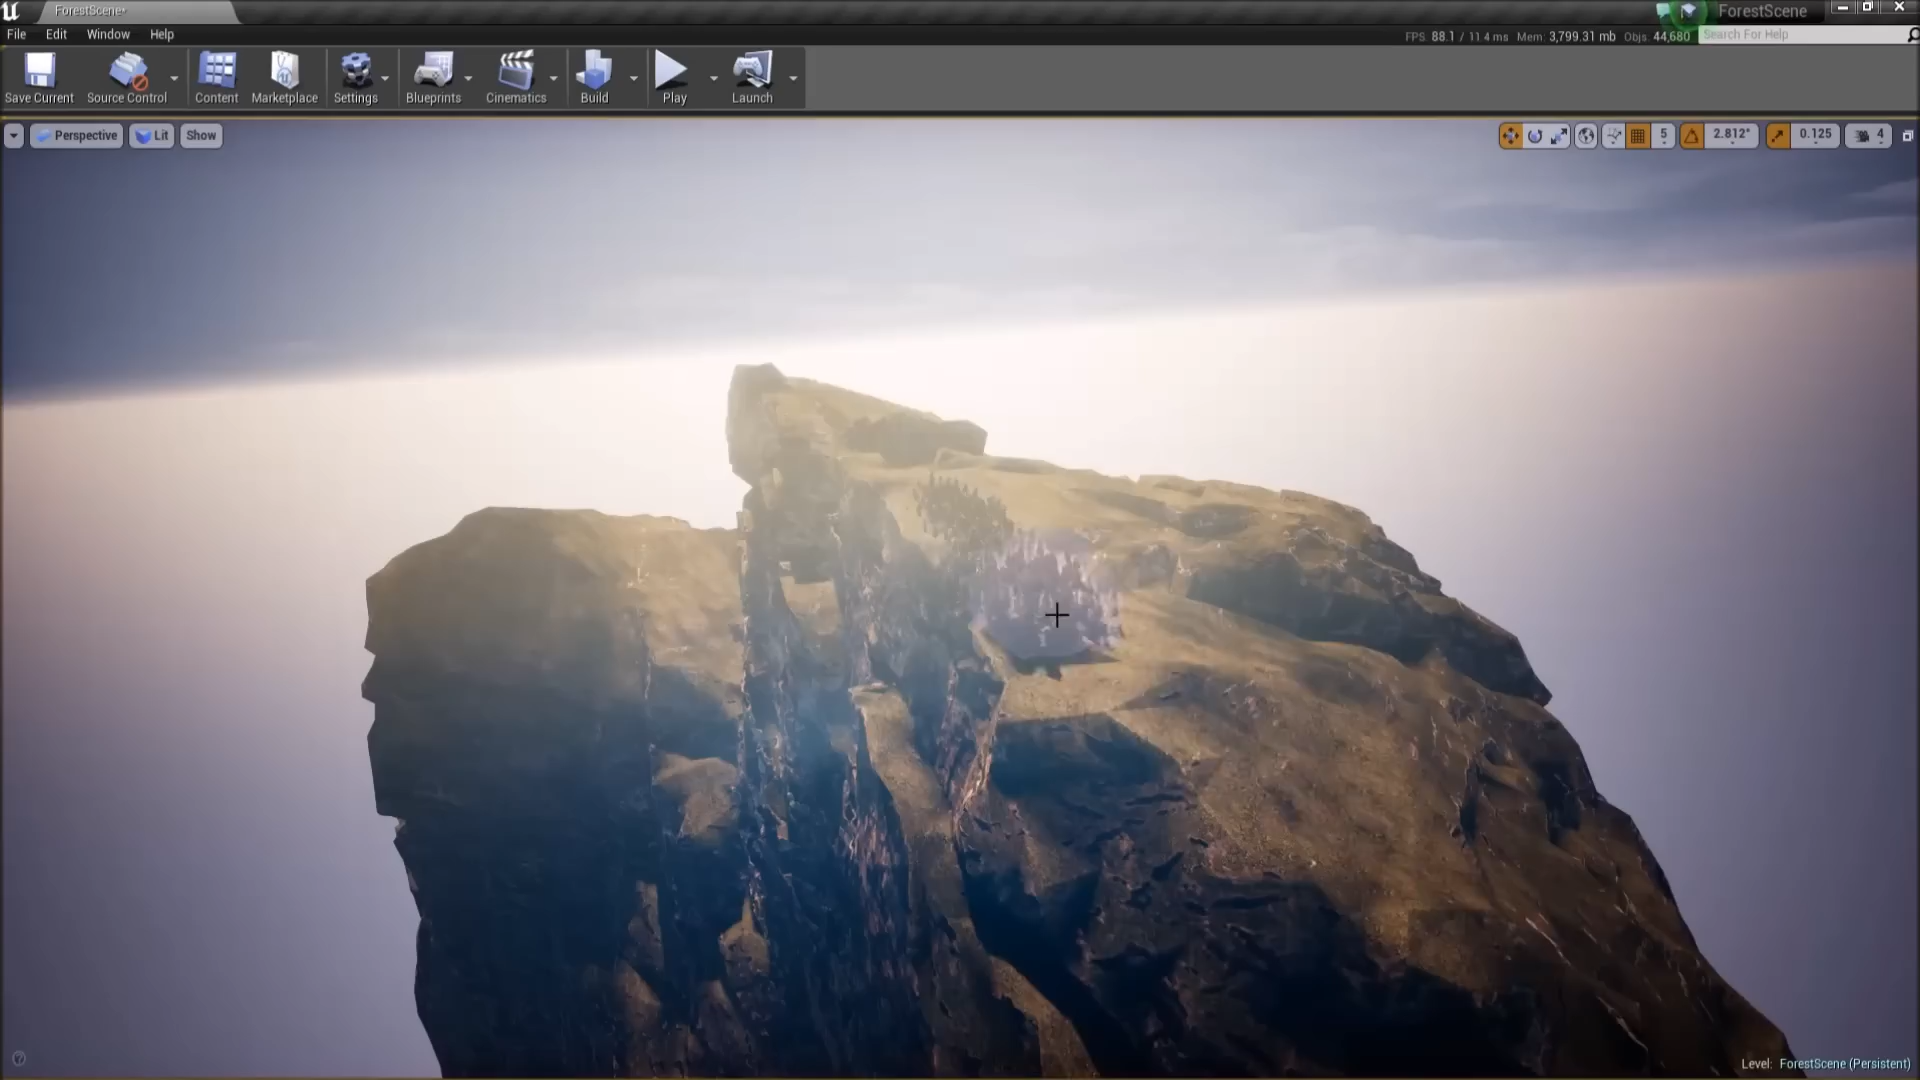 ForestScene*
ForestScene
File Edit Window Help
FPS: 88.1 / 11.4 ms Mem: 3,799.31 mb Objs: 44,680
Search For Help
Save Current Source Control Content Marketplace Settings Blueprints Cinematics Build Play Launch
Perspective Lit Show
5 2.812° 0.125 4
Level: ForestScene (Persistent)